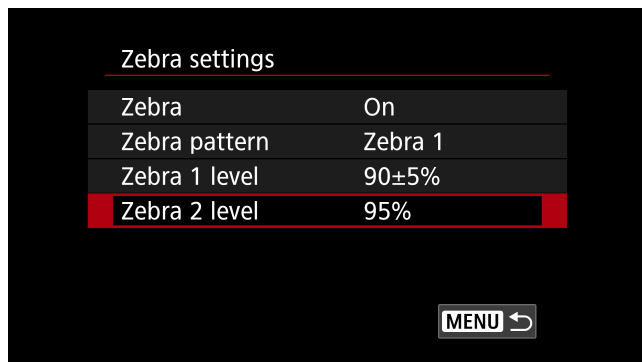 Zebra settings
Zebra On
Zebra pattern Zebra 1
Zebra 1 level 90±5%
Zebra 2 level 95%
MENU